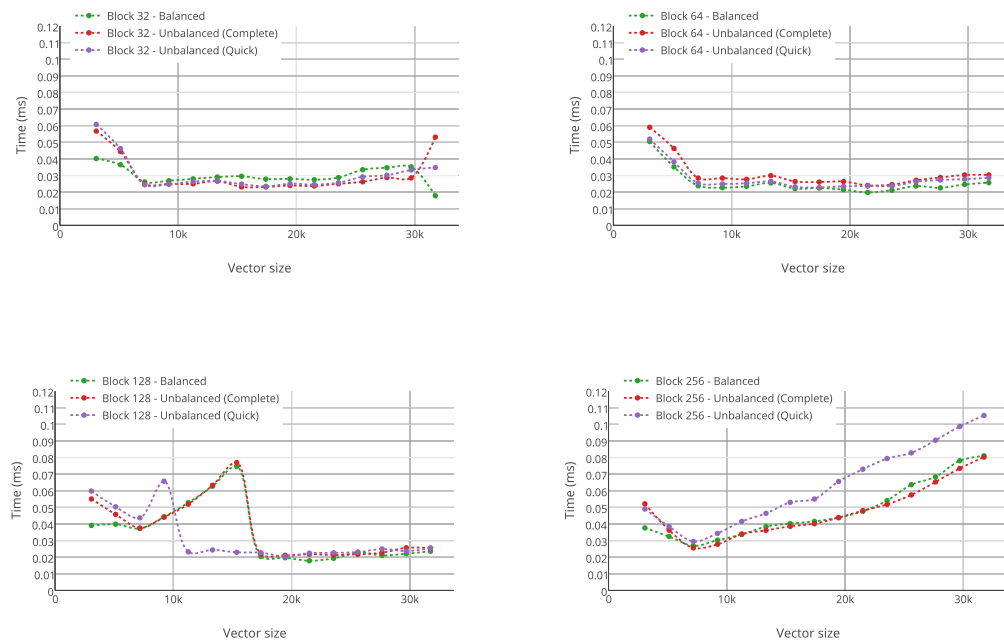 Block 32 - Balanced
Block 32 - Unbalanced (Complete)
Block 32 - Unbalanced (Quick)
0.12
0.11
0.1
0.09
0.08
0.07
0.06
0.05
0.04
0.03
0.02
0.01
0
Time (ms)
0
10k
20k
30k
Vector size
Block 64 - Balanced
Block 64 - Unbalanced (Complete)
Block 64 - Unbalanced (Quick)
0.12
0.11
0.1
0.09
0.08
0.07
0.06
0.05
0.04
0.03
0.02
0.01
0
Time (ms)
0
10k
20k
30k
Vector size
Block 128 - Balanced
Block 128 - Unbalanced (Complete)
Block 128 - Unbalanced (Quick)
0.12
0.11
0.1
0.09
0.08
0.07
0.06
0.05
0.04
0.03
0.02
0.01
0
Time (ms)
0
10k
20k
30k
Vector size
Block 256 - Balanced
Block 256 - Unbalanced (Complete)
Block 256 - Unbalanced (Quick)
0.12
0.11
0.1
0.09
0.08
0.07
0.06
0.05
0.04
0.03
0.02
0.01
0
Time (ms)
0
10k
20k
30k
Vector size